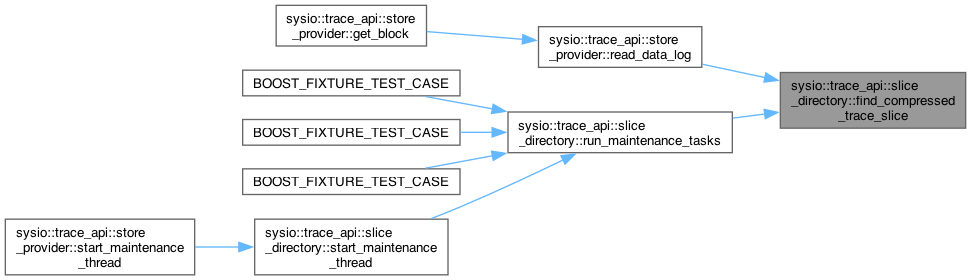 sysio::trace_api::store
_provider::get_block
sysio::trace_api::store
_provider::read_data_log
sysio::trace_api::slice
_directory::find_compressed
_trace_slice
BOOST_FIXTURE_TEST_CASE
BOOST_FIXTURE_TEST_CASE
BOOST_FIXTURE_TEST_CASE
sysio::trace_api::slice
_directory::run_maintenance_tasks
sysio::trace_api::store
_provider::start_maintenance
_thread
sysio::trace_api::slice
_directory::start_maintenance
_thread